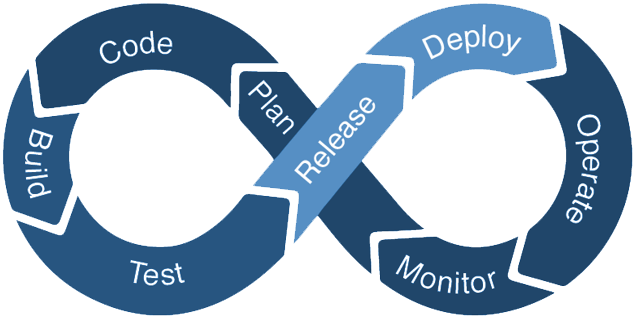 Plan
Code
Build
Test
Release
Deploy
Operate
Monitor